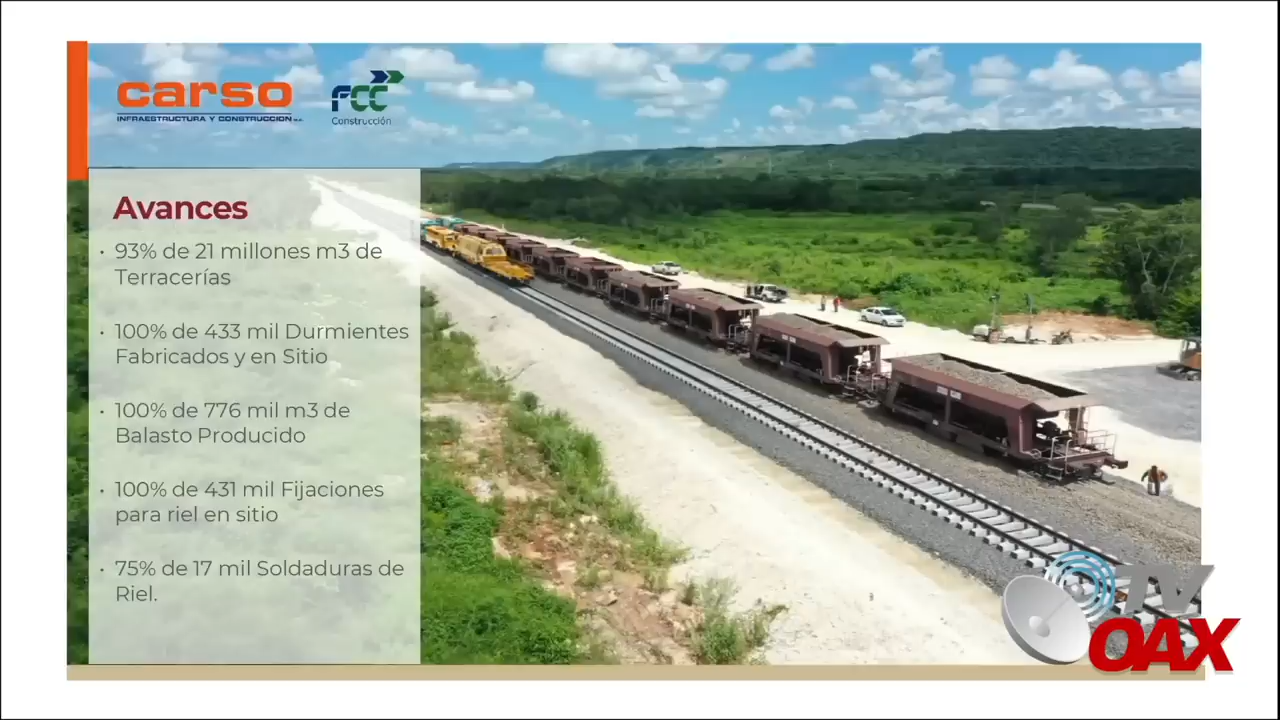 carso
INFRAESTRUCTURA Y CONSTRUCCION
FCC
Construcción
Avances
· 93% de 21 millones m3 de
Terracerías
· 100% de 433 mil Durmientes
Fabricados y en Sitio
· 100% de 776 mil m3 de
Balasto Producido
· 100% de 431 mil Fijaciones
para riel en sitio
· 75% de 17 mil Soldaduras de
Riel.
TV
OAX